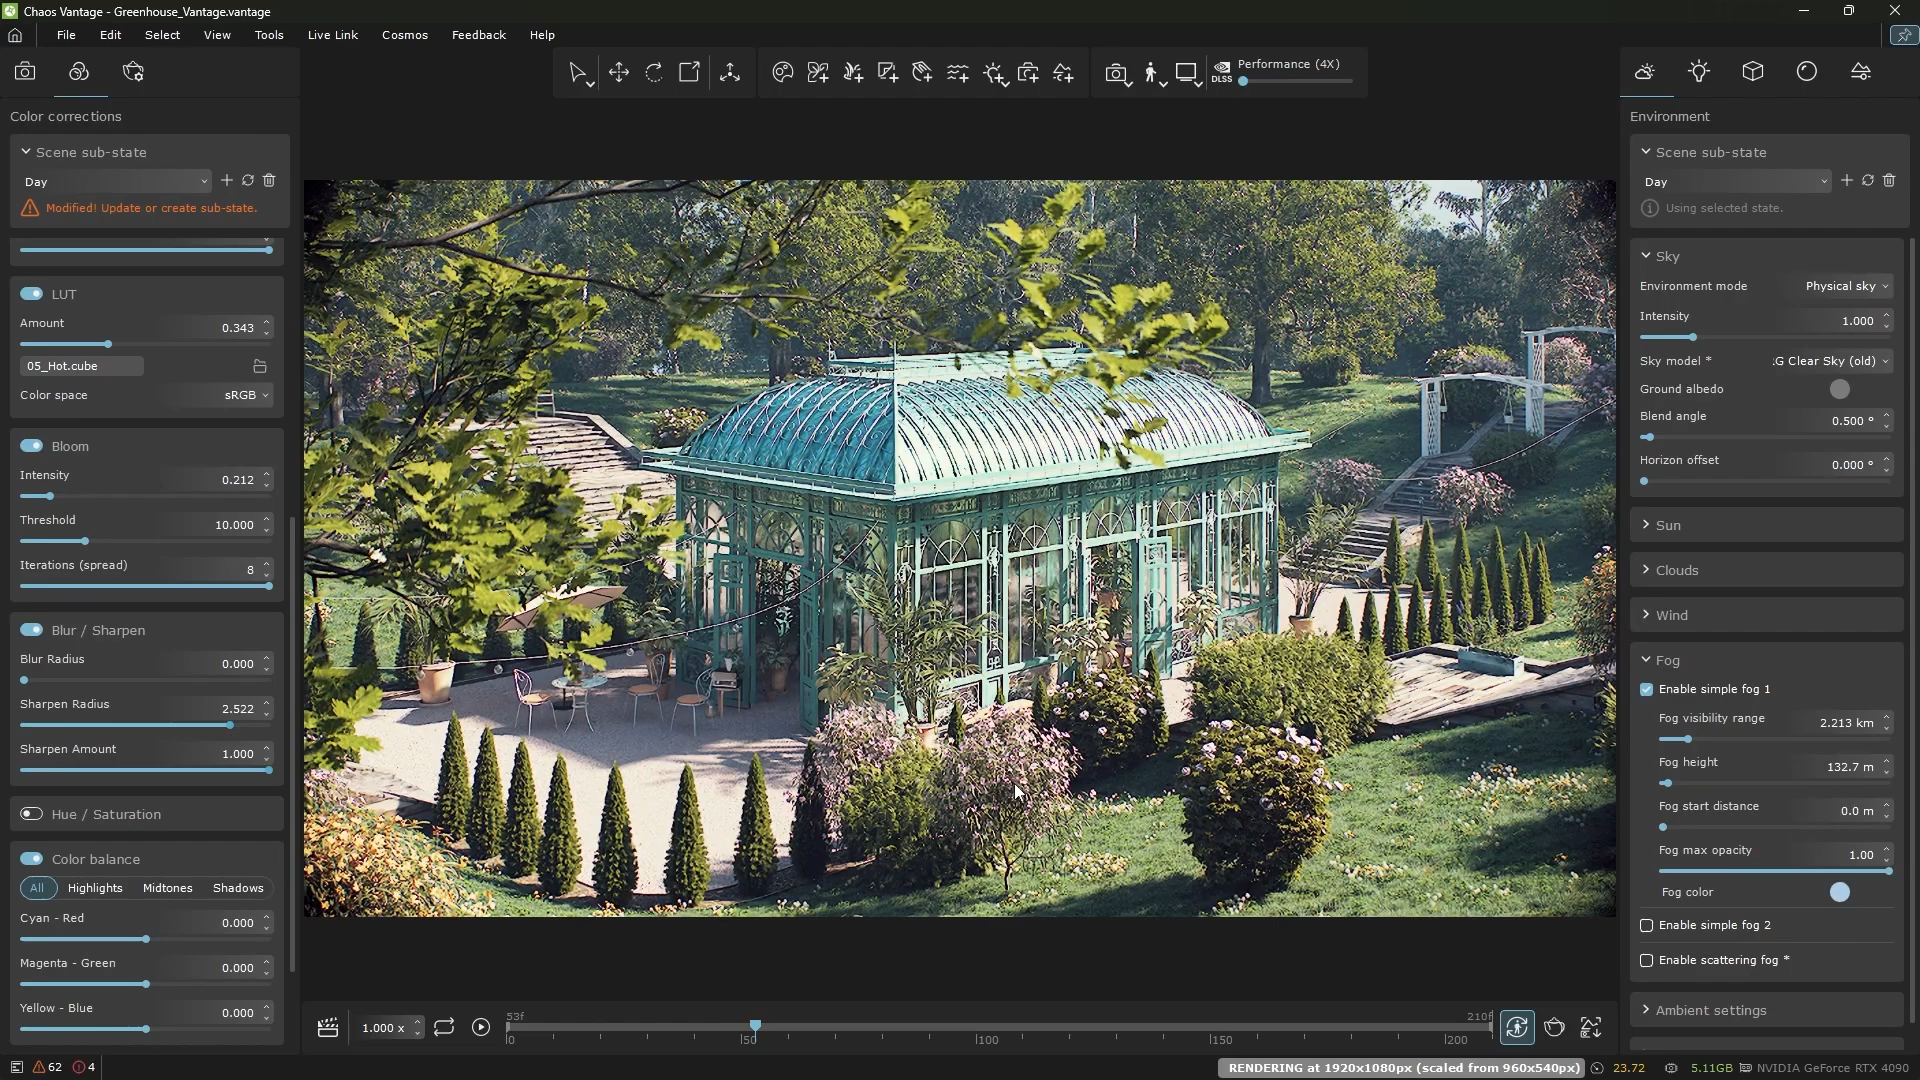 Chaos Vantage - Greenhouse_Vantage.vantage
File Edit Select View Tools Live Link Cosmos Feedback Help
DLSS
Performance (4X)
Color corrections
Scene sub-state
Day
Modified! Update or create sub-state.
LUT
Amount 0.343
05_Hot.cube
Color space sRGB
Bloom
Intensity 0.212
Threshold 10.000
Iterations (spread) 8
Blur / Sharpen
Blur Radius 0.000
Sharpen Radius 2.522
Sharpen Amount 1.000
Hue / Saturation
Color balance
All Highlights Midtones Shadows
Cyan - Red 0.000
Magenta - Green 0.000
Yellow - Blue 0.000
Environment
Scene sub-state
Day
Using selected state.
Sky
Environment mode Physical sky
Intensity 1.000
Sky model * :G Clear Sky (old)
Ground albedo
Blend angle 0.500 °
Horizon offset 0.000 °
Sun
Clouds
Wind
Fog
Enable simple fog 1
Fog visibility range 2.213 km
Fog height 132.7 m
Fog start distance 0.0 m
Fog max opacity 1.00
Fog color
Enable simple fog 2
Enable scattering fog *
Ambient settings
1.000 x
53f 210f
0 50 100 150 200
62 4
RENDERING at 1920x1080px (scaled from 960x540px) 23.72 5.11GB NVIDIA GeForce RTX 4090